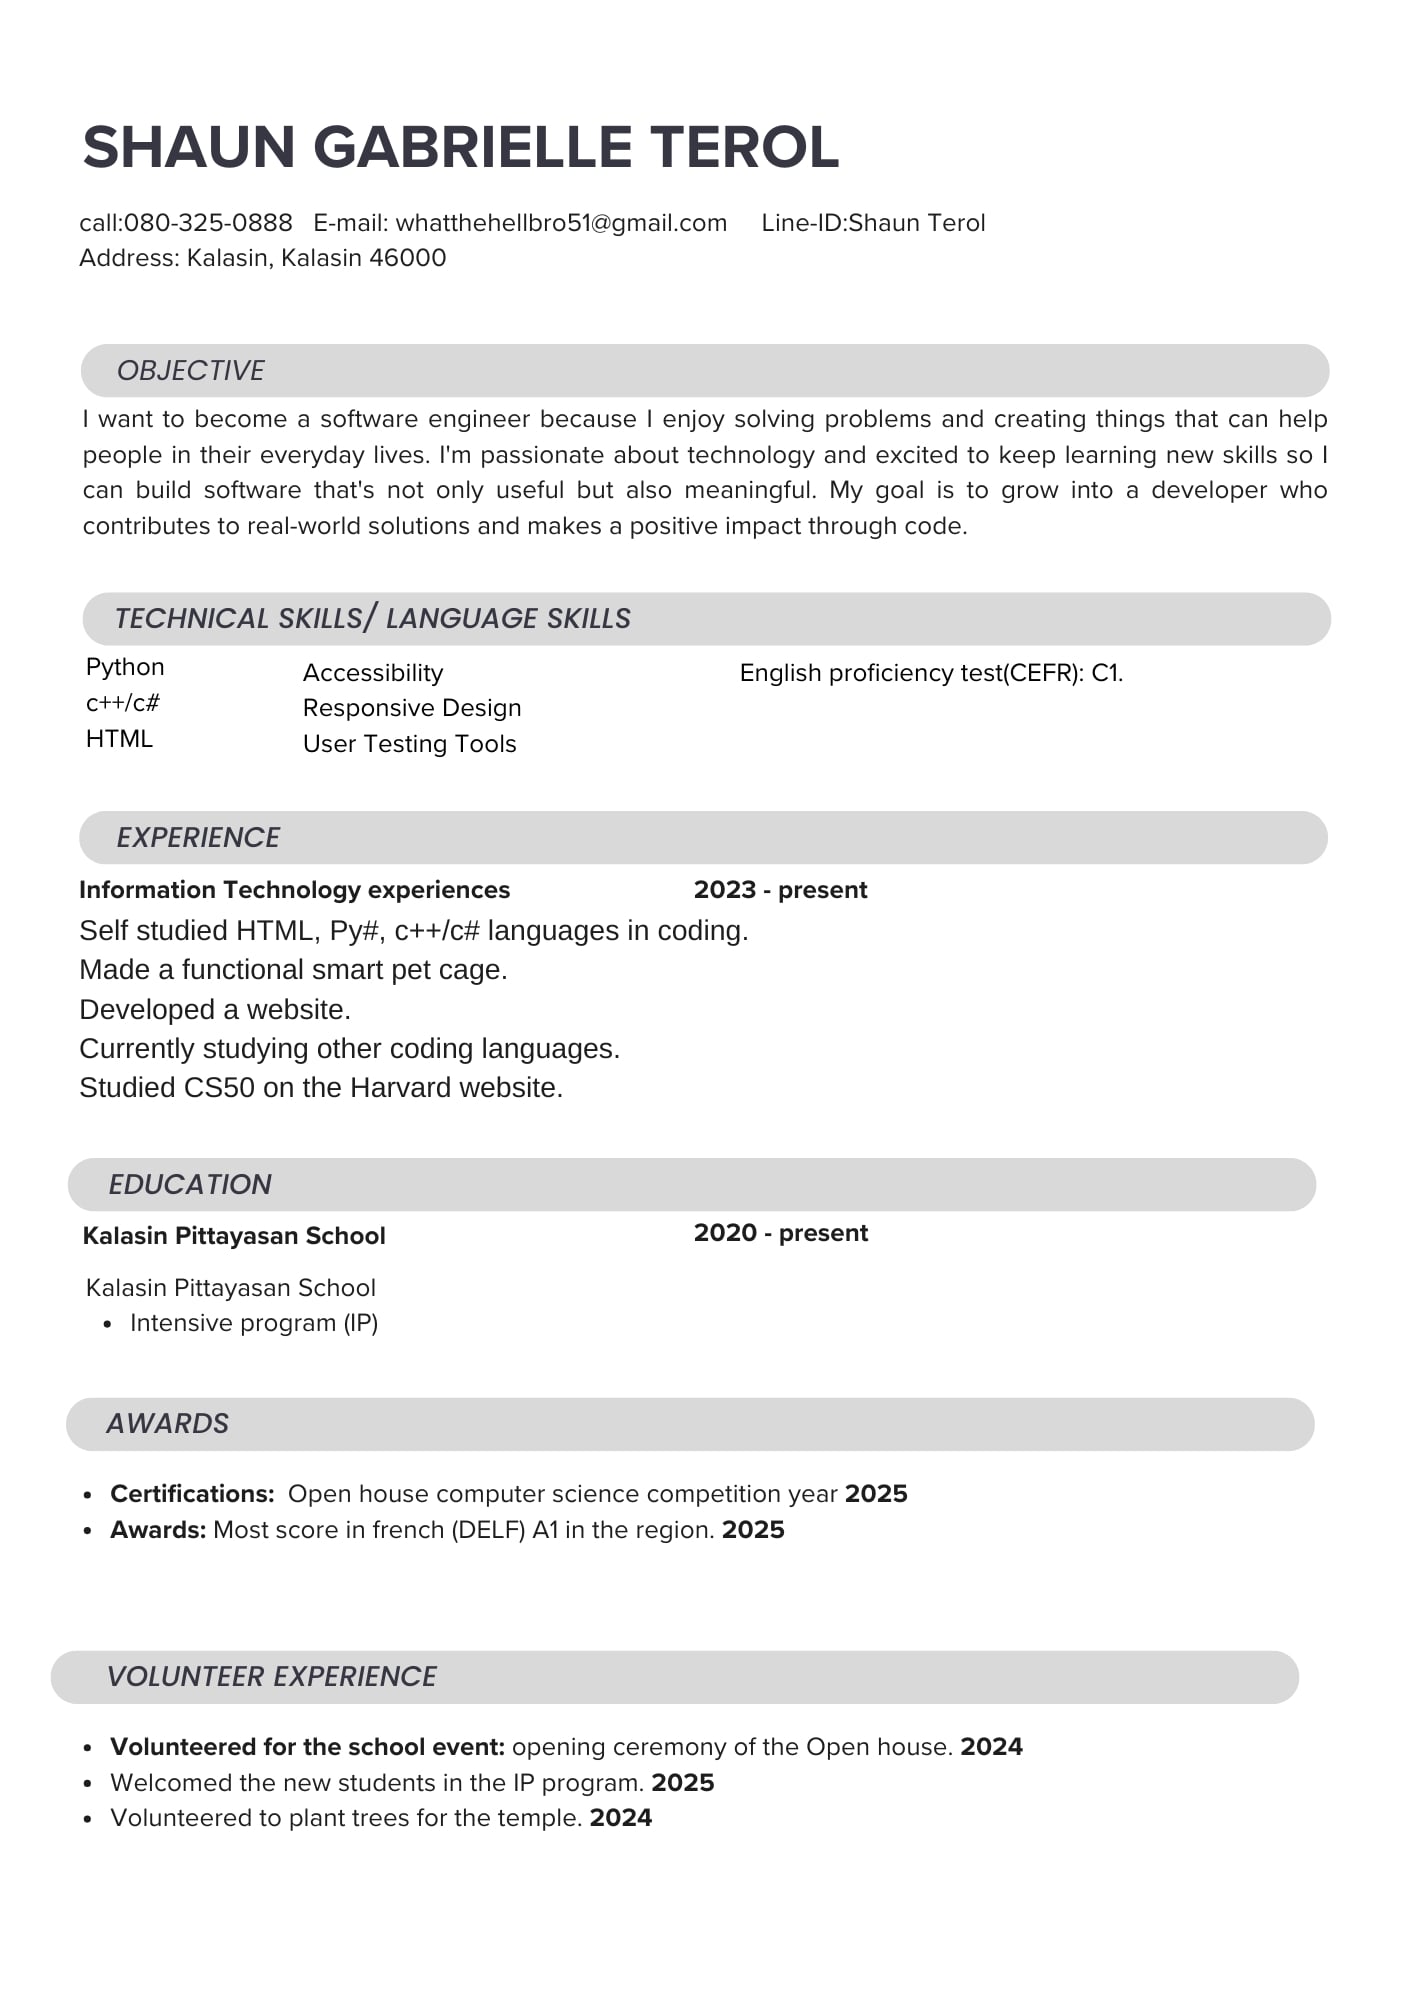 SHAUN GABRIELLE TEROL
call:080-325-0888 E-mail: whatthehellbro51@gmail.com Line-ID:Shaun Terol
Address: Kalasin, Kalasin 46000
OBJECTIVE
I want to become a software engineer because I enjoy solving problems and creating things that can help
people in their everyday lives. I'm passionate about technology and excited to keep learning new skills so I
can build software that's not only useful but also meaningful. My goal is to grow into a developer who
contributes to real-world solutions and makes a positive impact through code.
TECHNICAL SKILLS/ LANGUAGE SKILLS
Python
c++/c#
HTML
Accessibility
Responsive Design
User Testing Tools
English proficiency test(CEFR): C1.
EXPERIENCE
Information Technology experiences 2023 - present
Self studied HTML, Py#, c++/c# languages in coding.
Made a functional smart pet cage.
Developed a website.
Currently studying other coding languages.
Studied CS50 on the Harvard website.
EDUCATION
Kalasin Pittayasan School 2020 - present
Kalasin Pittayasan School
• Intensive program (IP)
AWARDS
• Certifications: Open house computer science competition year 2025
• Awards: Most score in french (DELF) A1 in the region. 2025
VOLUNTEER EXPERIENCE
• Volunteered for the school event: opening ceremony of the Open house. 2024
• Welcomed the new students in the IP program. 2025
• Volunteered to plant trees for the temple. 2024